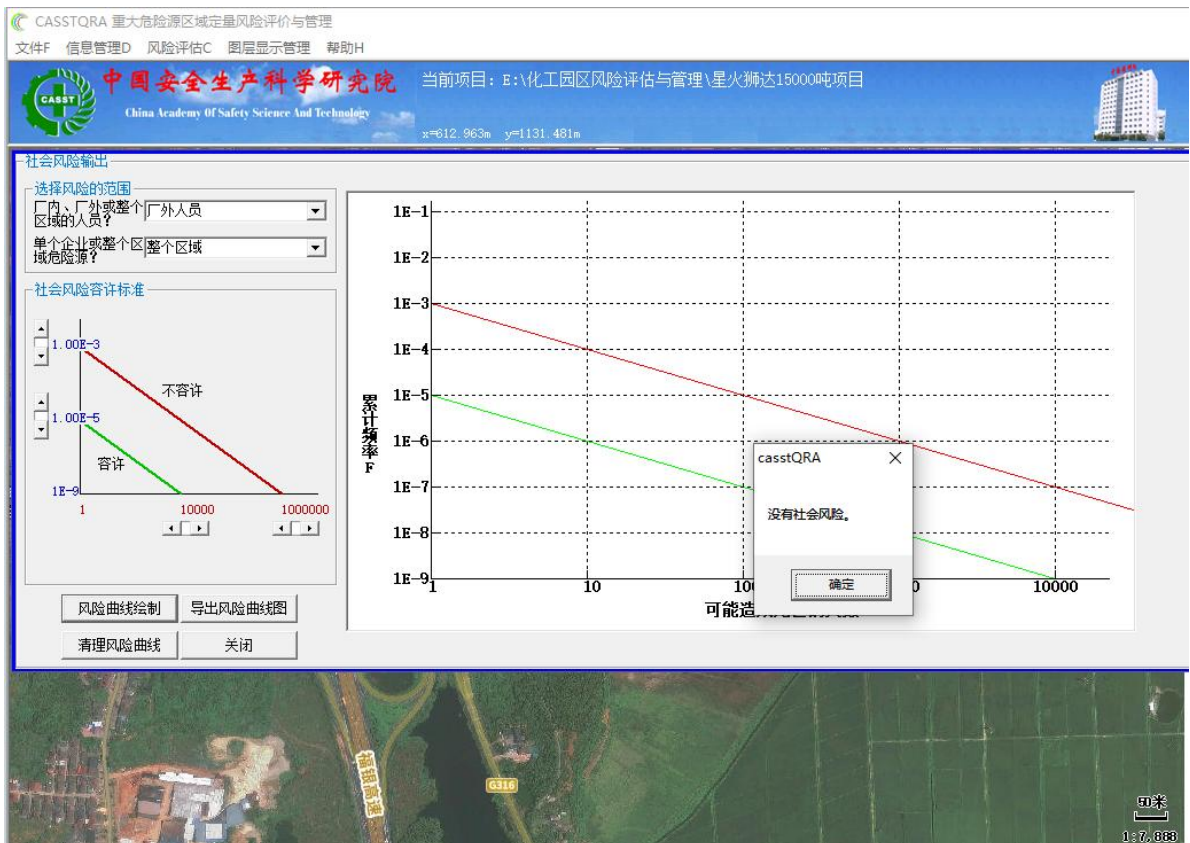 CASSTQRA 重大危险源区域定量风险评价与管理
文件F 信息管理D 风险评估C 图层显示管理 帮助H
CASST
中国安全生产科学研究院
China Academy Of Safety Science And Technology
当前项目: E:\化工园区风险评估与管理\星火狮达15000吨项目
x=612.963m y=1131.481m
社会风险输出
选择风险的范围
厂内、厂外或整个
区域的人员?
厂外人员
单个企业或整个区
域危险源?
整个区域
社会风险容许标准
1.00E-3
不容许
1.00E-5
容许
1E-9
1 10000 1000000
风险曲线绘制 导出风险曲线图
清理风险曲线 关闭
1E-1
1E-2
1E-3
1E-4
1E-5
1E-6
1E-7
1E-8
1E-9
累计频率F
1 10 10 0 10000
可能造
casstQRA
没有社会风险。
确定
福银高速
G316
50米
1:7,888